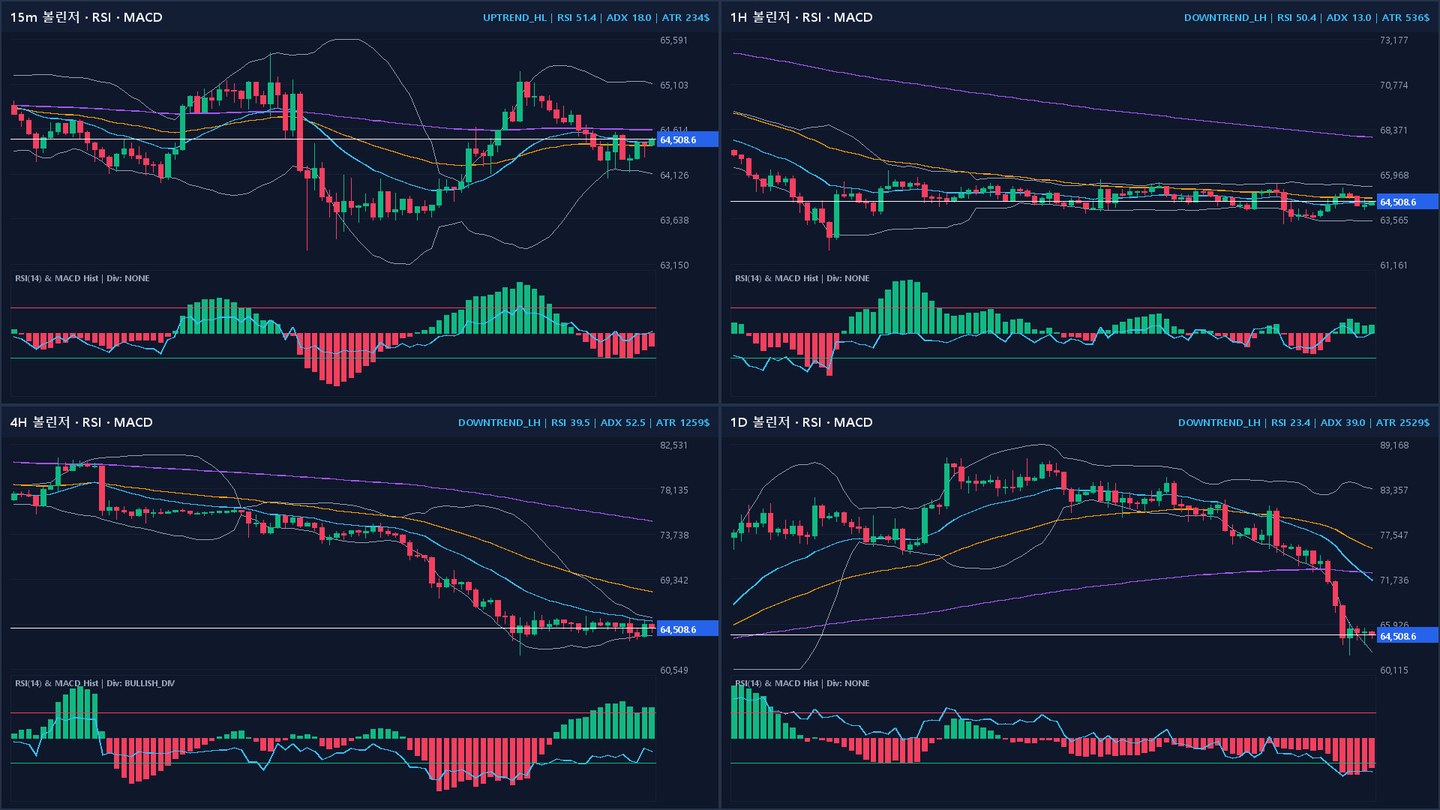 15m 볼린저 · RSI · MACD
UPTREND_HL | RSI 51.4 | ADX 18.0 | ATR 234$
65,591
65,103
64,614
64,508.6
64,126
63,638
63,150
RSI(14) & MACD Hist | Div: NONE
1H 볼린저 · RSI · MACD
DOWNTREND_LH | RSI 50.4 | ADX 13.0 | ATR 536$
73,177
70,774
68,371
65,968
64,508.6
63,565
61,161
RSI(14) & MACD Hist | Div: NONE
4H 볼린저 · RSI · MACD
DOWNTREND_LH | RSI 39.5 | ADX 52.5 | ATR 1259$
82,531
78,135
73,738
69,342
64,508.6
60,549
RSI(14) & MACD Hist | Div: BULLISH_DIV
1D 볼린저 · RSI · MACD
DOWNTREND_LH | RSI 23.4 | ADX 39.0 | ATR 2529$
89,168
83,357
77,547
71,736
65,926
64,508.6
60,115
RSI(14) & MACD Hist | Div: NONE